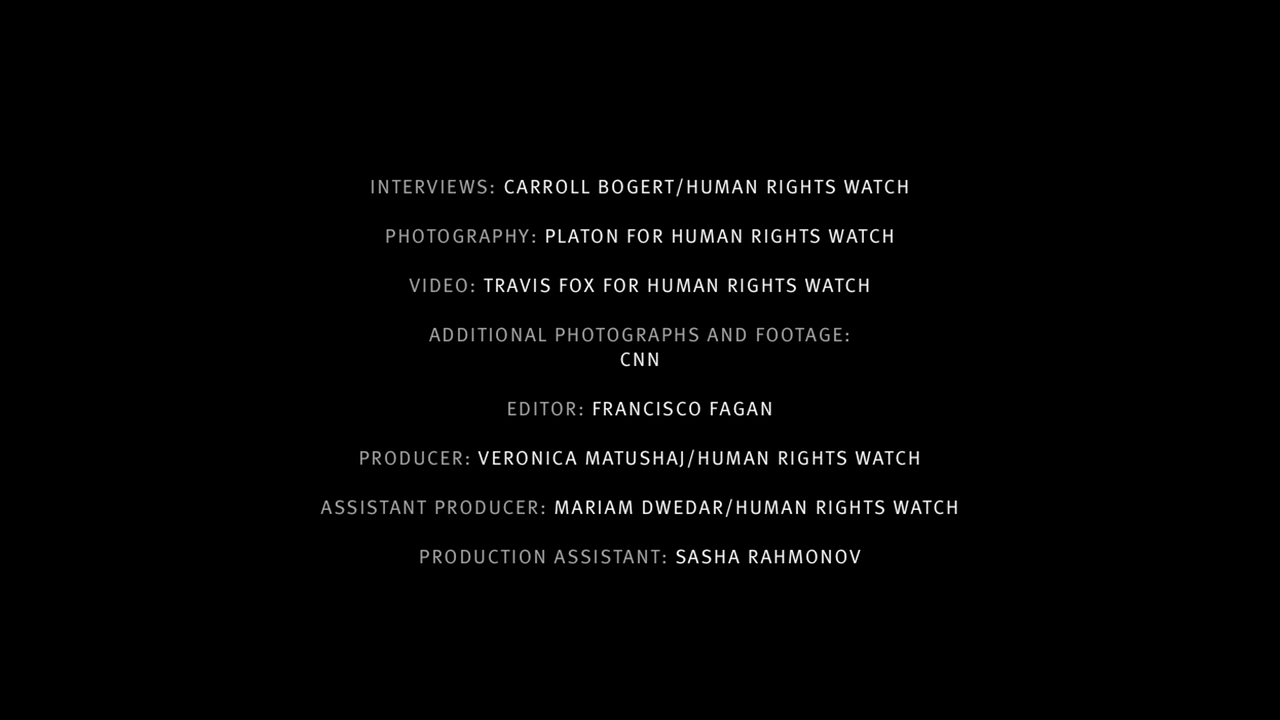 INTERVIEWS: CARROLL BOGERT/HUMAN RIGHTS WATCH
PHOTOGRAPHY: PLATON FOR HUMAN RIGHTS WATCH
VIDEO: TRAVIS FOX FOR HUMAN RIGHTS WATCH
ADDITIONAL PHOTOGRAPHS AND FOOTAGE:
CNN
EDITOR: FRANCISCO FAGAN
PRODUCER: VERONICA MATUSHAJ/HUMAN RIGHTS WATCH
ASSISTANT PRODUCER: MARIAM DWEDAR/HUMAN RIGHTS WATCH
PRODUCTION ASSISTANT: SASHA RAHMONOV